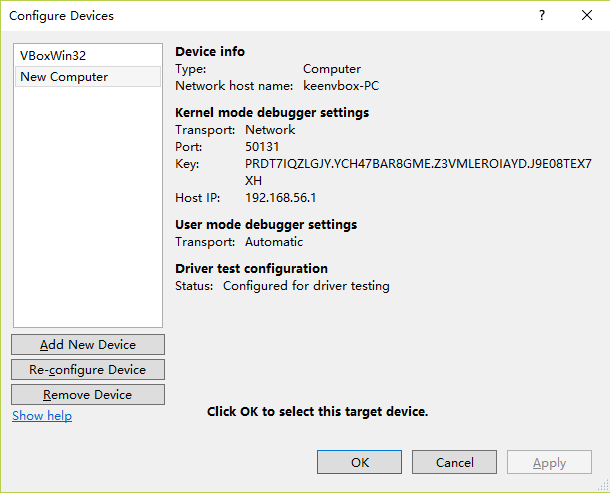 Configure Devices
VBoxWin32
New Computer
Device info
Type: Computer
Network host name: keenvbox-PC
Kernel mode debugger settings
Transport: Network
Port: 50131
Key: PRDT7IQZLGJY.YCH47BAR8GME.Z3VMLEROIAYD.J9E08TEX7
XH
Host IP: 192.168.56.1
User mode debugger settings
Transport: Automatic
Driver test configuration
Status: Configured for driver testing
Add New Device
Re-configure Device
Remove Device
Show help
Click OK to select this target device.
OK
Cancel
Apply